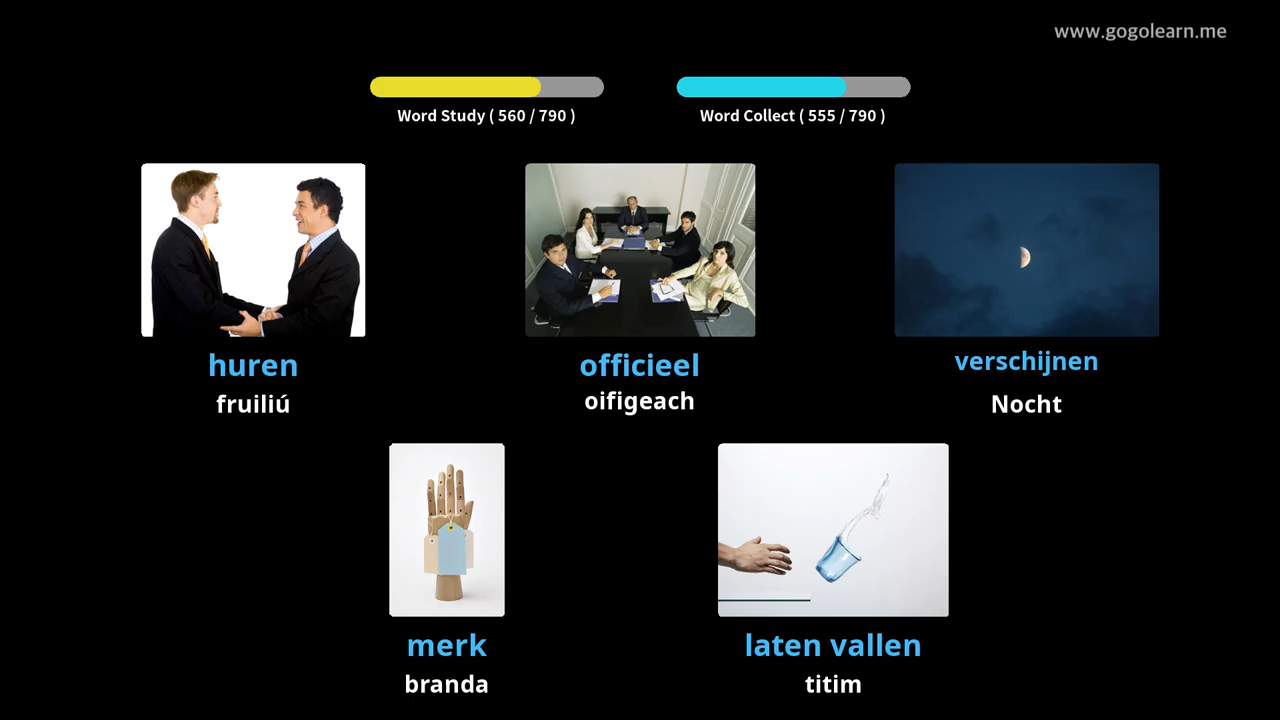 www.gogolearn.me
Word Study ( 560 / 790 )
Word Collect ( 555 / 790 )
huren
fruiliú
officieel
oifigeach
verschijnen
Nocht
merk
branda
laten vallen
titim